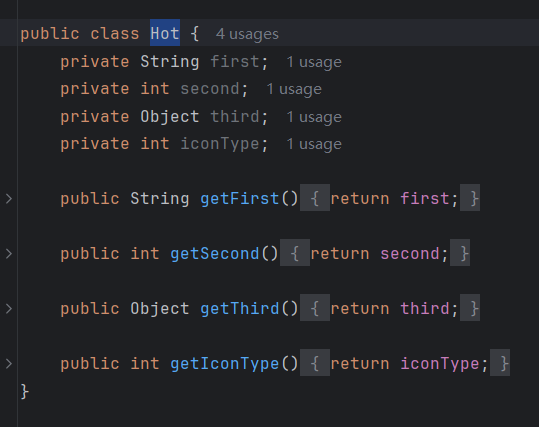 public class Hot { 4 usages
private String first; 1 usage
private int second; 1 usage
private Object third; 1 usage
private int iconType; 1 usage
public String getFirst() { return first; }
public int getSecond() { return second; }
public Object getThird() { return third; }
public int getIconType() { return iconType; }
}